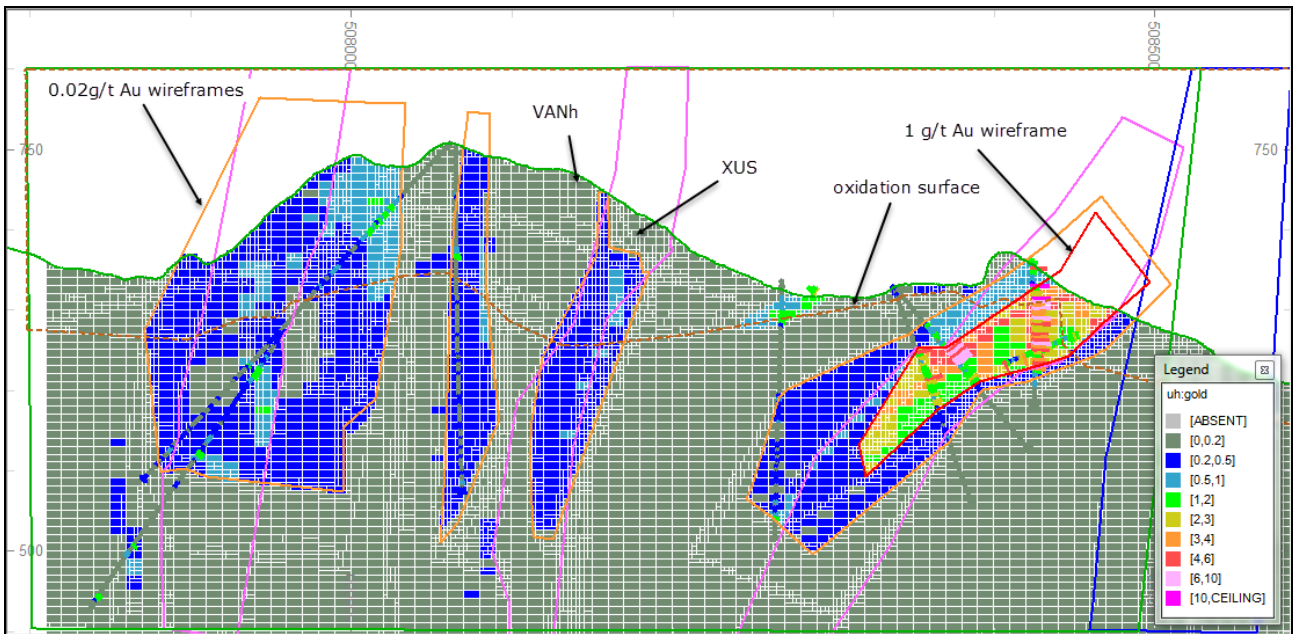 508000
508500
0.02g/t Au wireframes
VANh
1 g/t Au wireframe
750
750
XUS
oxidation surface
Legend
uh:gold
[ABSENT]
[0,0.2]
[0.2,0.5]
[0.5,1]
[1,2]
[2,3]
[3,4]
[4,6]
[6,10]
[10,CEILING]
500